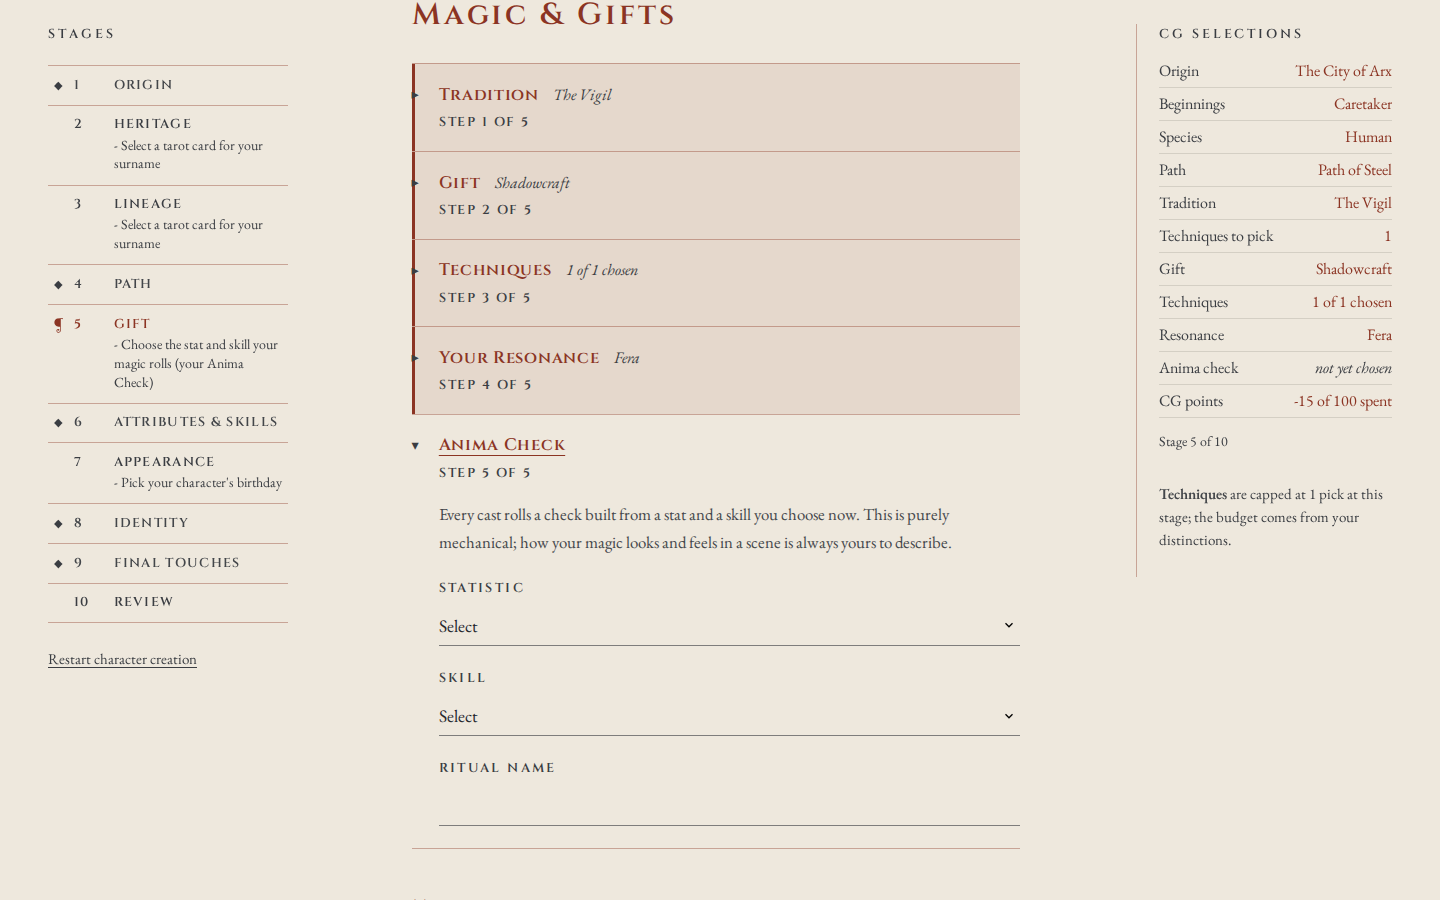 STAGES
◆ 1 ORIGIN
2 HERITAGE
- Select a tarot card for your
surname
3 LINEAGE
- Select a tarot card for your
surname
◆ 4 PATH
¶ 5 GIFT
- Choose the stat and skill your
magic rolls (your Anima
Check)
◆ 6 ATTRIBUTES & SKILLS
7 APPEARANCE
- Pick your character's birthday
◆ 8 IDENTITY
◆ 9 FINAL TOUCHES
10 REVIEW
Restart character creation
MAGIC & GIFTS
▸ TRADITION The Vigil
STEP 1 OF 5
▸ GIFT Shadowcraft
STEP 2 OF 5
▸ TECHNIQUES 1 of 1 chosen
STEP 3 OF 5
▸ YOUR RESONANCE Fera
STEP 4 OF 5
▾ ANIMA CHECK
STEP 5 OF 5
Every cast rolls a check built from a stat and a skill you choose now. This is purely
mechanical; how your magic looks and feels in a scene is always yours to describe.
STATISTIC
Select
SKILL
Select
RITUAL NAME
CG SELECTIONS
Origin The City of Arx
Beginnings Caretaker
Species Human
Path Path of Steel
Tradition The Vigil
Techniques to pick 1
Gift Shadowcraft
Techniques 1 of 1 chosen
Resonance Fera
Anima check not yet chosen
CG points -15 of 100 spent
Stage 5 of 10
Techniques are capped at 1 pick at this
stage; the budget comes from your
distinctions.